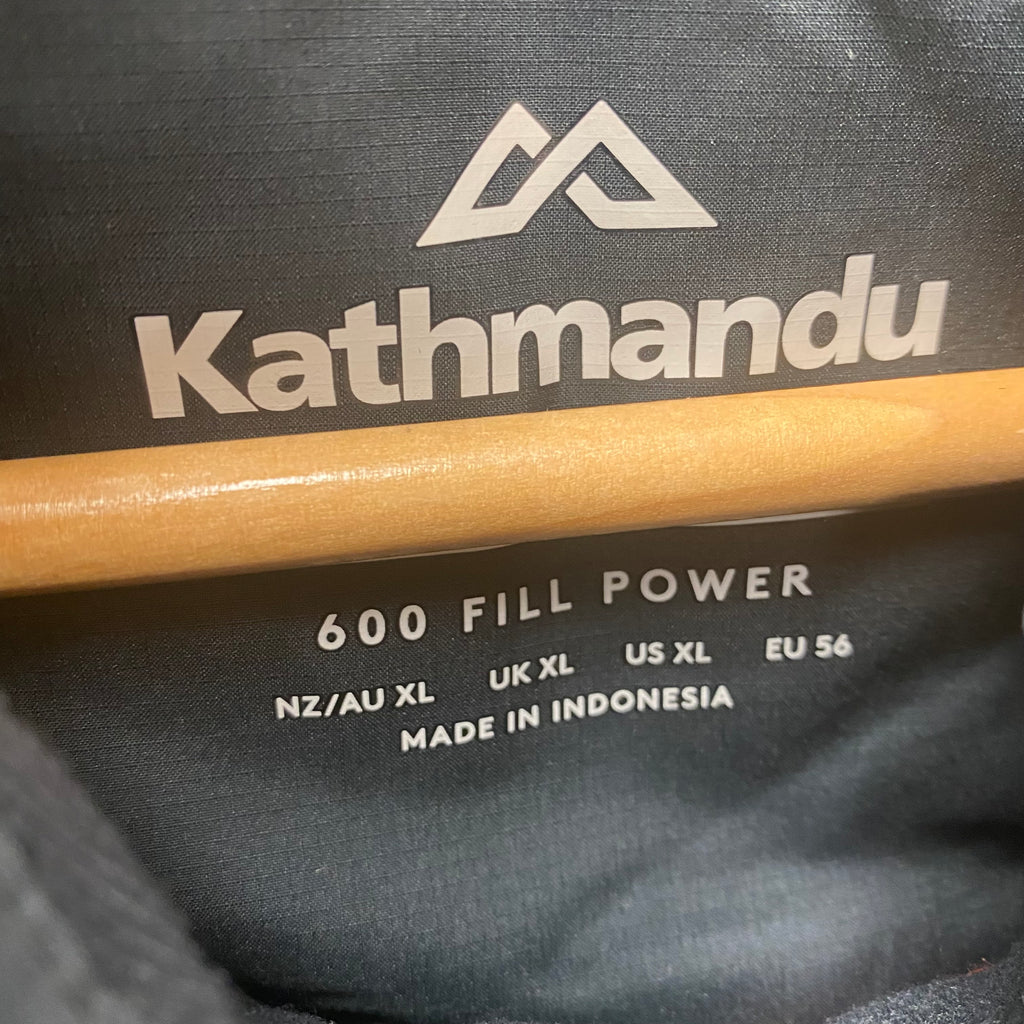 Kathmandu
600 FILL POWER
NZ/AU XL UK XL US XL EU 56
MADE IN INDONESIA